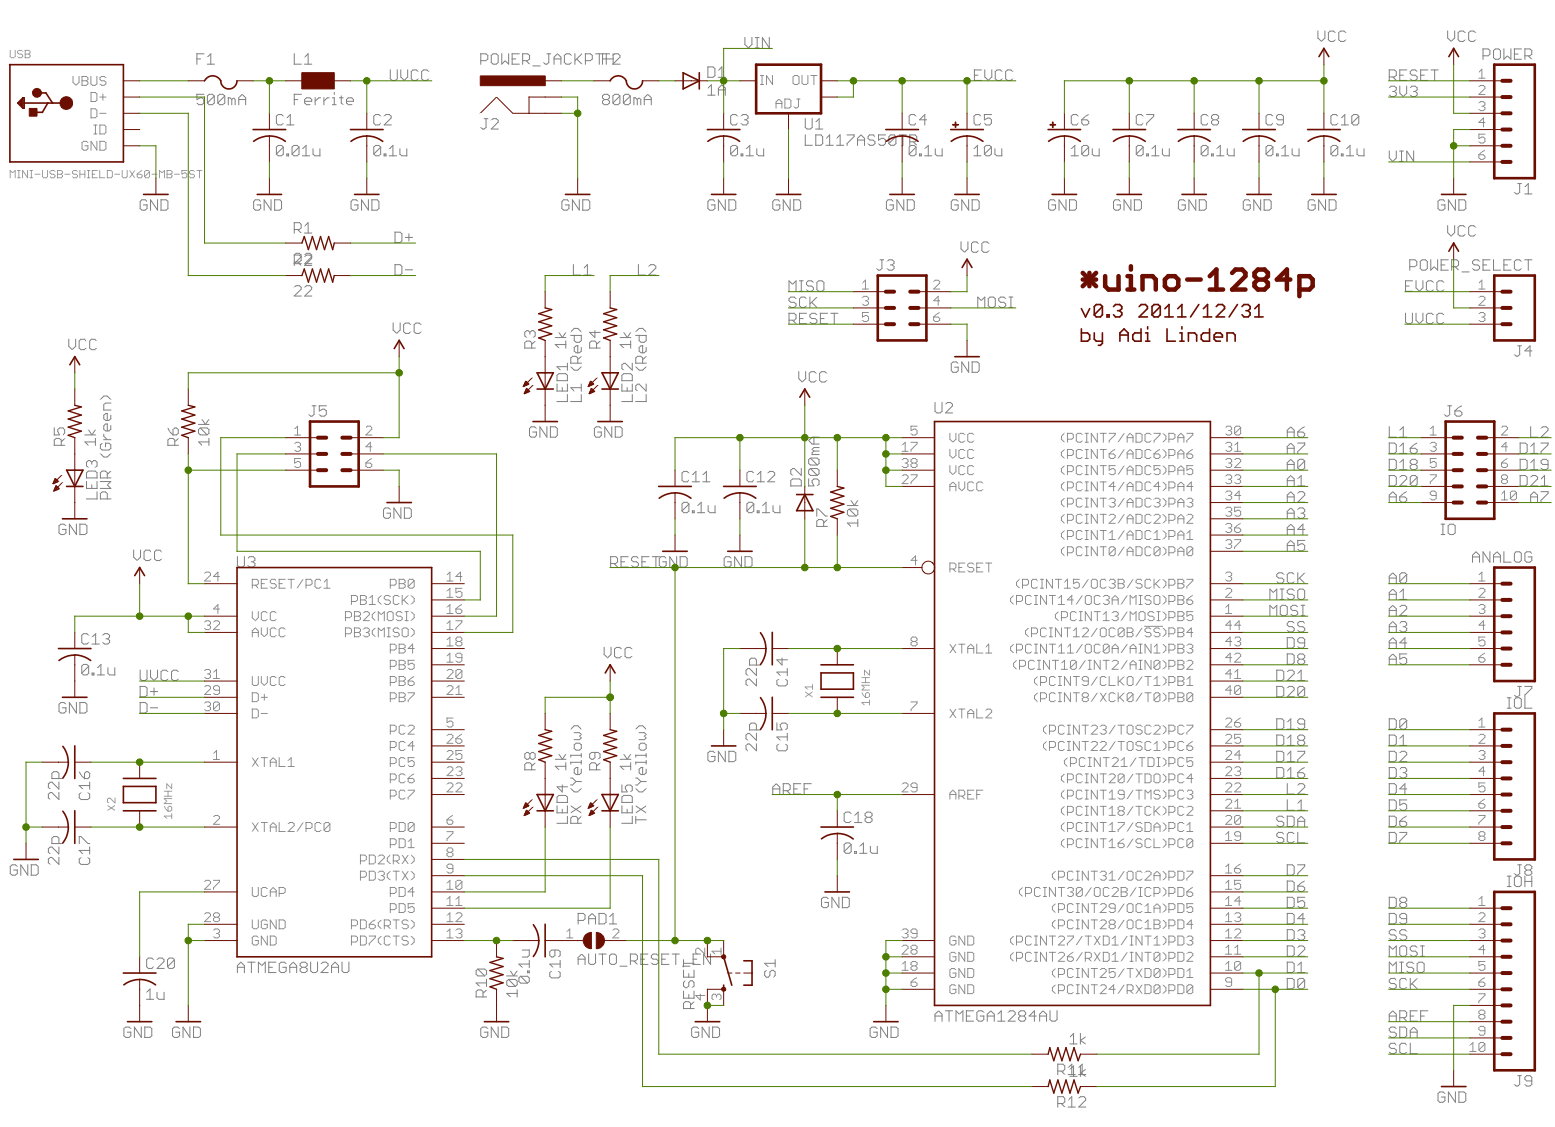 USB
VBUS
D+
D-
ID
GND
MINI-USB-SHIELD-UX60-MB-5ST
GND
F1
500mA
L1
Ferrite
UVCC
C1
0.01u
GND
C2
0.1u
GND
R1
22
D+
R2
22
D-
POWER_JACKPTH
J2
GND
F2
800mA
D1
1A
VIN
C3
0.1u
GND
IN OUT
ADJ
U1
LD117AS50TR
GND
EVCC
C4
0.1u
GND
C5
10u
GND
C6
10u
GND
C7
0.1u
GND
C8
0.1u
GND
C9
0.1u
GND
VCC
C10
0.1u
GND
VCC
POWER
RESET 1
3V3 2
3
4
5
VIN 6
J1
GND
L1
R3
1k
LED1
L1 (Red)
GND
L2
R4
1k
LED2
L2 (Red)
GND
J3
MISO 1 2 VCC
SCK 3 4 MOSI
RESET 5 6
GND
*uino-1284p
v0.3 2011/12/31
by Adi Linden
VCC
POWER_SELECT
EVCC 1
2
UVCC 3
J4
VCC
R5
1k
LED3
PWR (Green)
GND
VCC
R6
10k
J5
1 2
3 4
5 6
GND
VCC
C13
0.1u
GND
U3
24 RESET/PC1
4 VCC
32 AVCC
UVCC 31 UVCC
D+ 29 D+
D- 30 D-
1 XTAL1
2 XTAL2/PC0
27 UCAP
28 UGND
3 GND
PB0 14
PB1(SCK) 15
PB2(MOSI) 16
PB3(MISO) 17
PB4 18
PB5 19
PB6 20
PB7 21
PC2 5
PC4 26
PC5 25
PC6 23
PC7 22
PD0 6
PD1 7
PD2(RX) 8
PD3(TX) 9
PD4 10
PD5 11
PD6(RTS) 12
PD7(CTS) 13
ATMEGA8U2AU
22p
C16
X2
16MHz
22p
C17
GND
C20
1u
GND
GND
VCC
R8
1k
LED4
RX (Yellow)
R9
1k
LED5
TX (Yellow)
R10
10k
GND
0.1u
C19
PAD1
1 2
AUTO_RESET_EN
RESET
2 1
4 3
S1
GND
VCC
C11
0.1u
GND
C12
0.1u
GND
D2
500mA
R7
10k
RESET
22p
C14
X1
16MHz
22p
C15
GND
AREF
C18
0.1u
GND
U2
5 VCC
17 VCC
38 VCC
27 AVCC
4 RESET
8 XTAL1
7 XTAL2
29 AREF
39 GND
28 GND
18 GND
6 GND
GND
(PCINT7/ADC7)PA7 30 A6
(PCINT6/ADC6)PA6 31 A7
(PCINT5/ADC5)PA5 32 A0
(PCINT4/ADC4)PA4 33 A1
(PCINT3/ADC3)PA3 34 A2
(PCINT2/ADC2)PA2 35 A3
(PCINT1/ADC1)PA1 36 A4
(PCINT0/ADC0)PA0 37 A5
(PCINT15/OC3B/SCK)PB7 3 SCK
(PCINT14/OC3A/MISO)PB6 2 MISO
(PCINT13/MOSI)PB5 1 MOSI
(PCINT12/OC0B/SS)PB4 44 SS
(PCINT11/OC0A/AIN1)PB3 43 D9
(PCINT10/INT2/AIN0)PB2 42 D8
(PCINT9/CLKO/T1)PB1 41 D21
(PCINT8/XCK0/T0)PB0 40 D20
(PCINT23/TOSC2)PC7 26 D19
(PCINT22/TOSC1)PC6 25 D18
(PCINT21/TDI)PC5 24 D17
(PCINT20/TDO)PC4 23 D16
(PCINT19/TMS)PC3 22 L2
(PCINT18/TCK)PC2 21 L1
(PCINT17/SDA)PC1 20 SDA
(PCINT16/SCL)PC0 19 SCL
(PCINT31/OC2A)PD7 16 D7
(PCINT30/OC2B/ICP)PD6 15 D6
(PCINT29/OC1A)PD5 14 D5
(PCINT28/OC1B)PD4 13 D4
(PCINT27/TXD1/INT1)PD3 12 D3
(PCINT26/RXD1/INT0)PD2 11 D2
(PCINT25/TXD0)PD1 10 D1
(PCINT24/RXD0)PD0 9 D0
ATMEGA1284AU
1k
R11
1k
R12
J6
L1 1 2 L2
D16 3 4 D17
D18 5 6 D19
D20 7 8 D21
A6 9 10 A7
IO
ANALOG
A0 1
A1 2
A2 3
A3 4
A4 5
A5 6
J7
IOL
D0 1
D1 2
D2 3
D3 4
D4 5
D5 6
D6 7
D7 8
J8
IOH
D8 1
D9 2
SS 3
MOSI 4
MISO 5
SCK 6
7
AREF 8
SDA 9
SCL 10
J9
GND